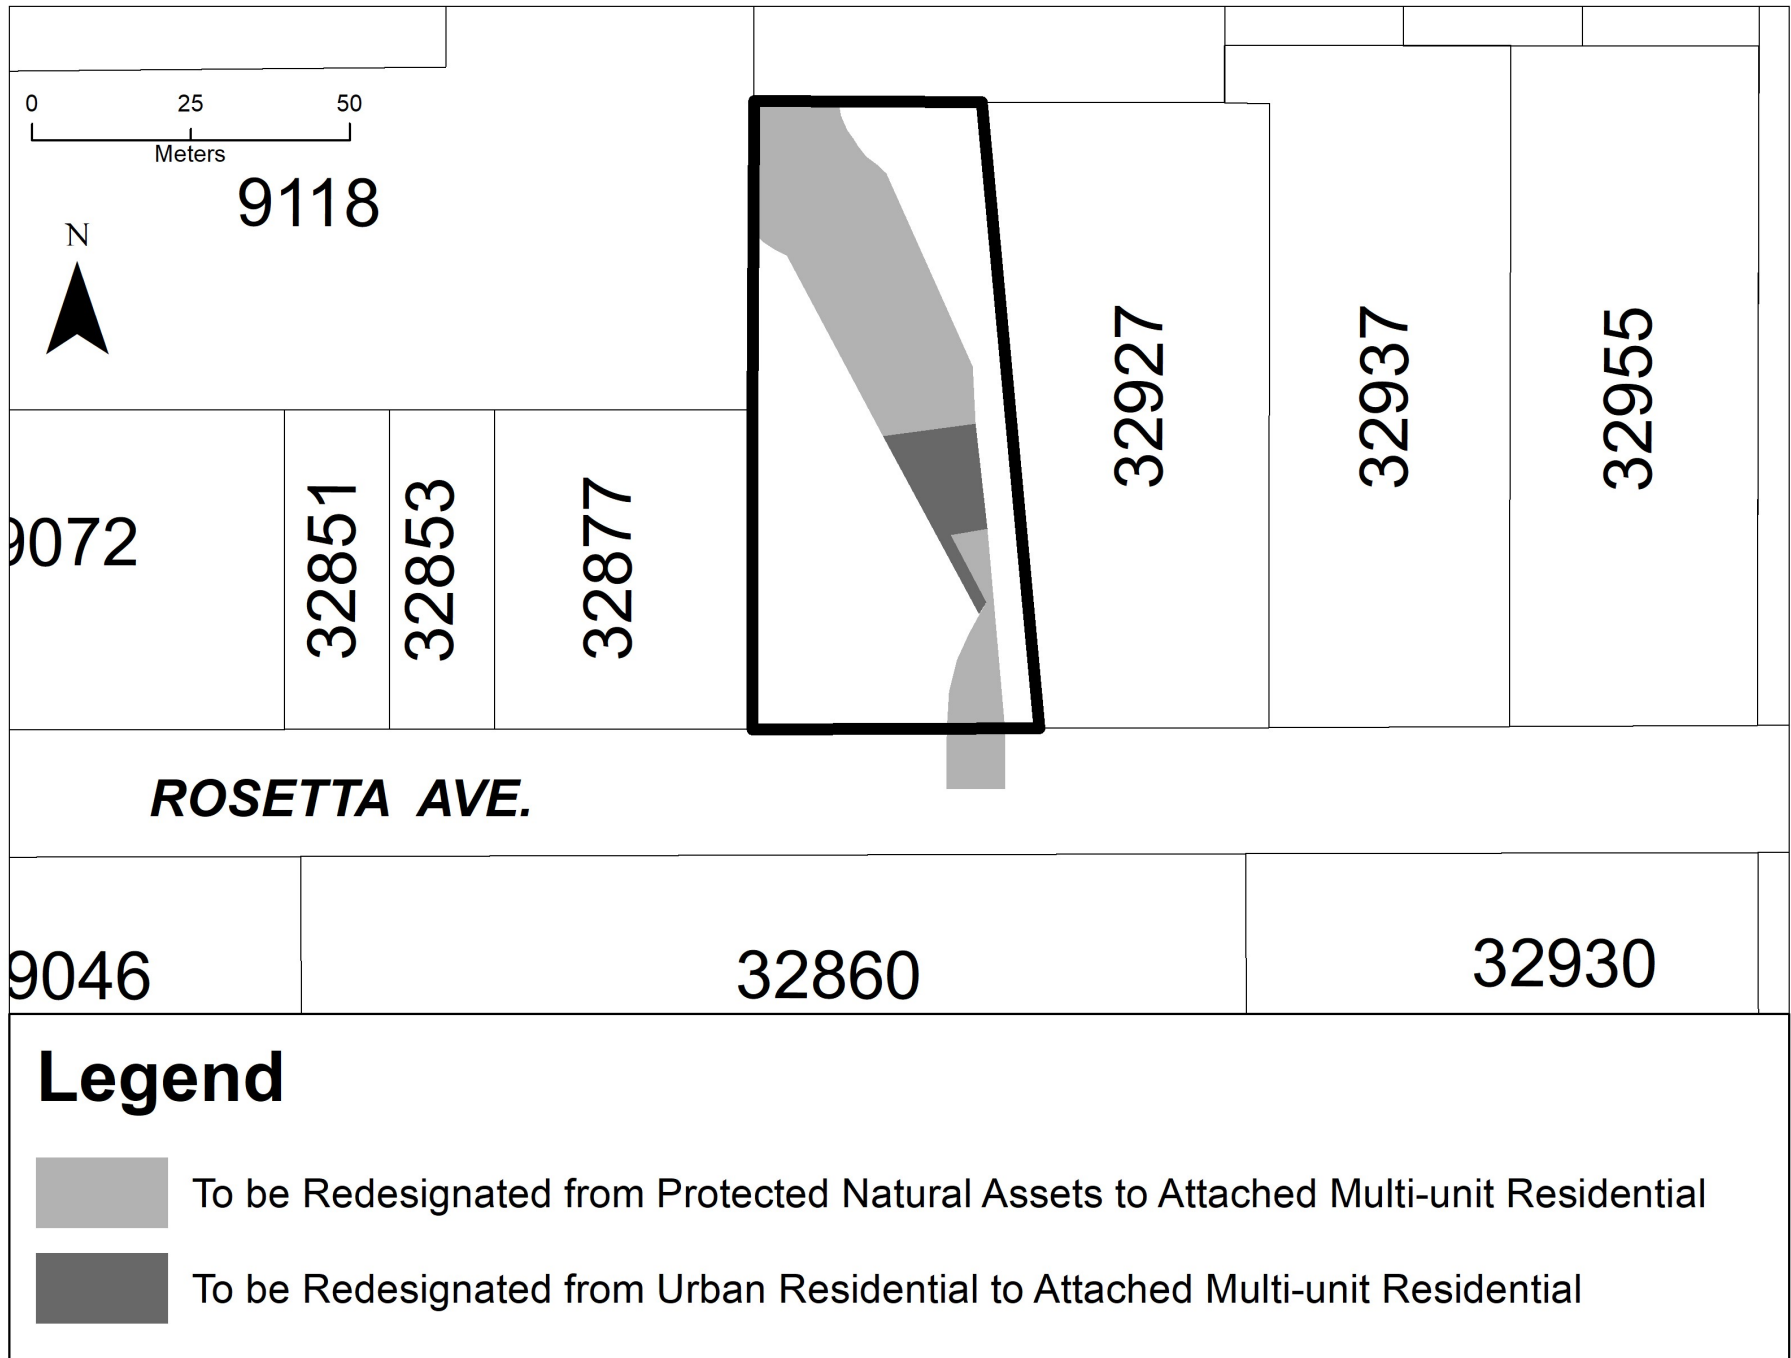 0 25 50
Meters
9118
N
32927
32937
32955
9072
32851
32853
32877
ROSETTA AVE.
9046
32860
32930
Legend
To be Redesignated from Protected Natural Assets to Attached Multi-unit Residential
To be Redesignated from Urban Residential to Attached Multi-unit Residential